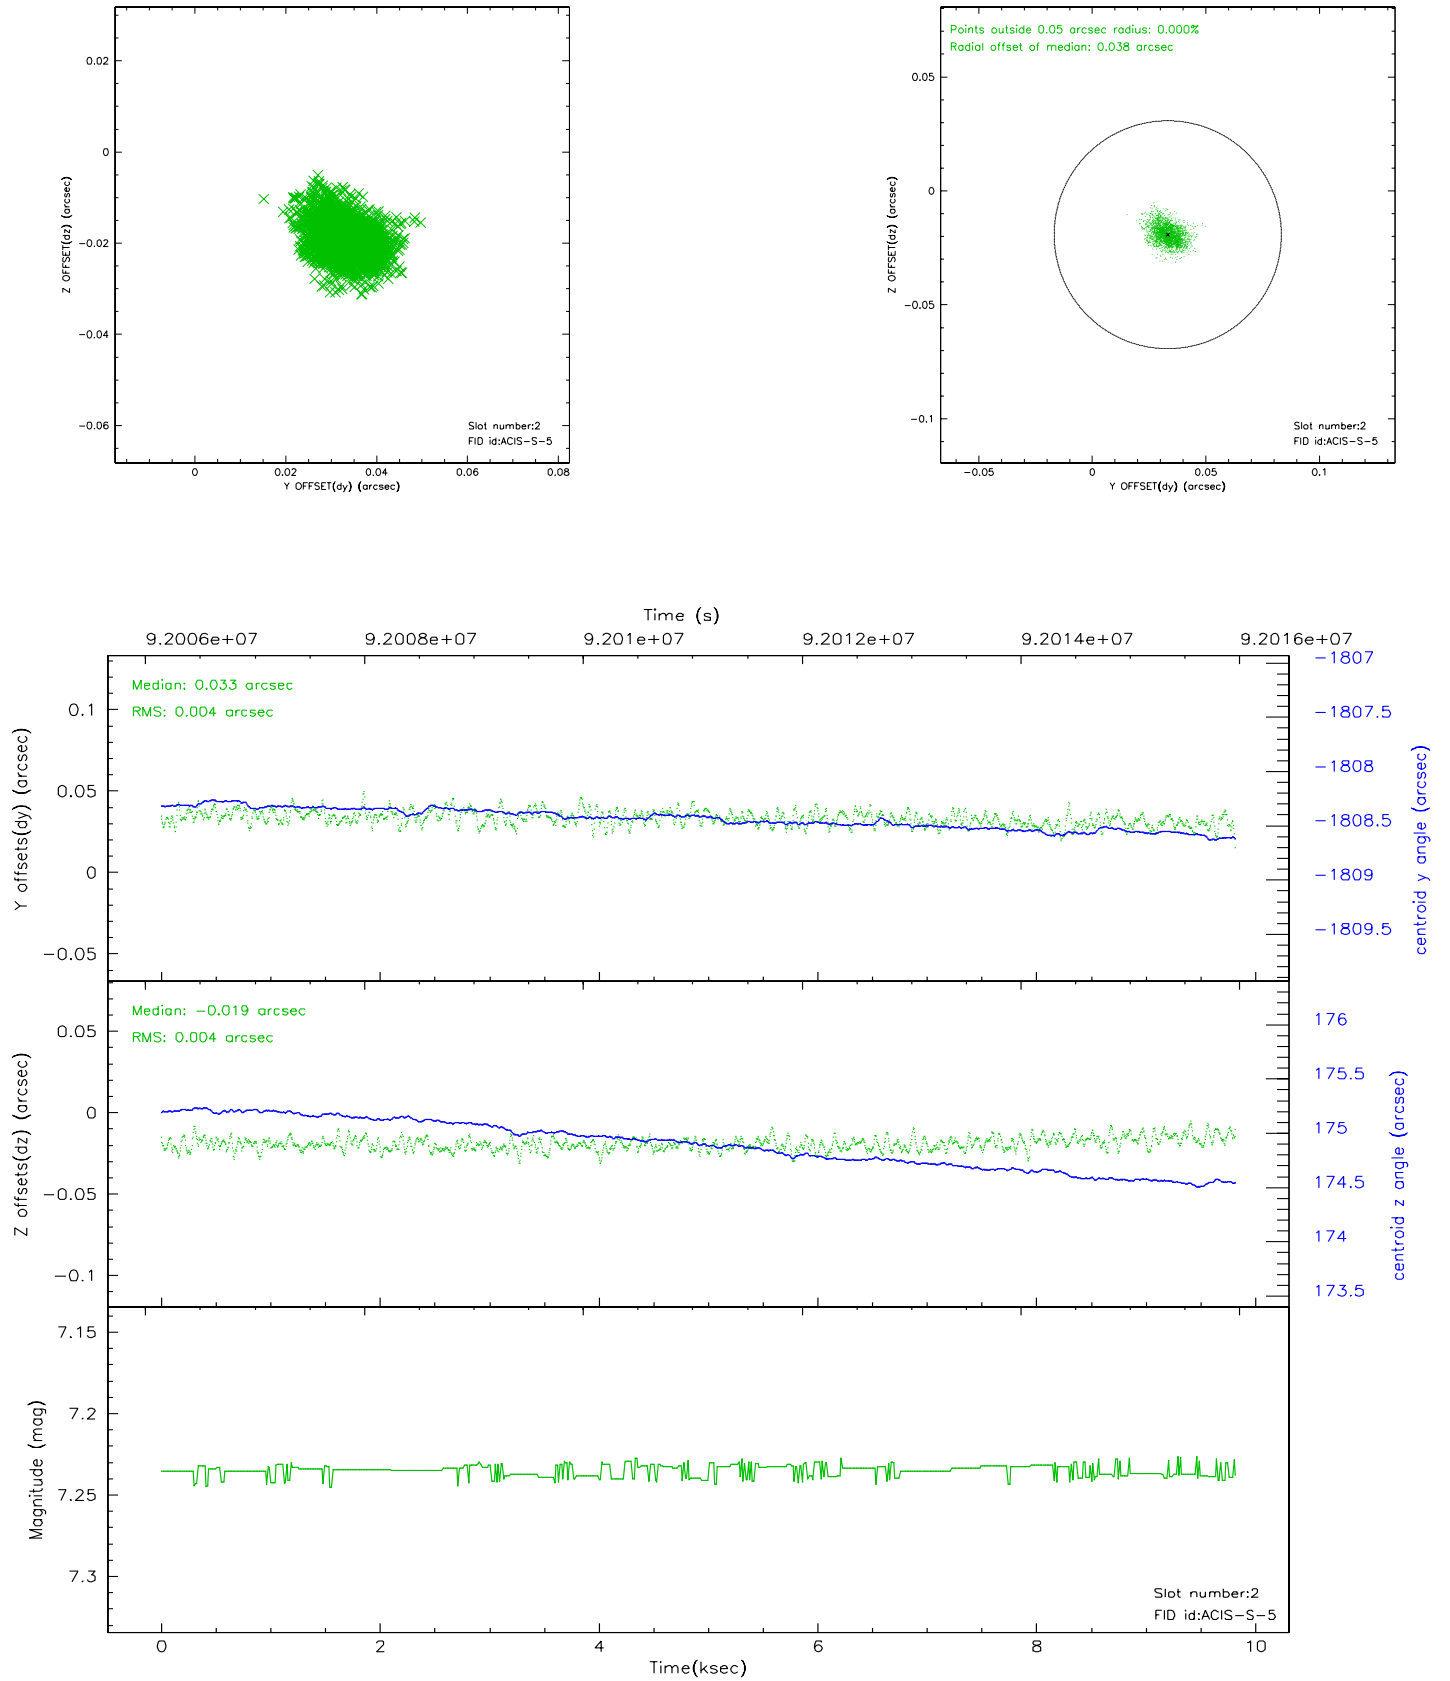 0.02
0
-0.02
-0.04
-0.06
Z OFFSET(dz) (arcsec)
Slot number:2
FID id:ACIS-S-5
0 0.02 0.04 0.06 0.08
Y OFFSET(dy) (arcsec)
Points outside 0.05 arcsec radius: 0.000%
Radial offset of median: 0.038 arcsec
0.05
0
-0.05
-0.1
Z OFFSET(dz) (arcsec)
Slot number:2
FID id:ACIS-S-5
-0.05 0 0.05 0.1
Y OFFSET(dy) (arcsec)
Time (s)
9.2006e+07 9.2008e+07 9.201e+07 9.2012e+07 9.2014e+07 9.2016e+07
Median: 0.033 arcsec
RMS: 0.004 arcsec
0.1
0.05
0
-0.05
Y offsets(dy) (arcsec)
-1807
-1807.5
-1808
-1808.5
-1809
-1809.5
centroid y angle (arcsec)
Median: -0.019 arcsec
RMS: 0.004 arcsec
0.05
0
-0.05
-0.1
Z offsets(dz) (arcsec)
176
175.5
175
174.5
174
173.5
centroid z angle (arcsec)
7.15
7.2
7.25
7.3
Magnitude (mag)
Slot number:2
FID id:ACIS-S-5
0 2 4 6 8 10
Time(ksec)